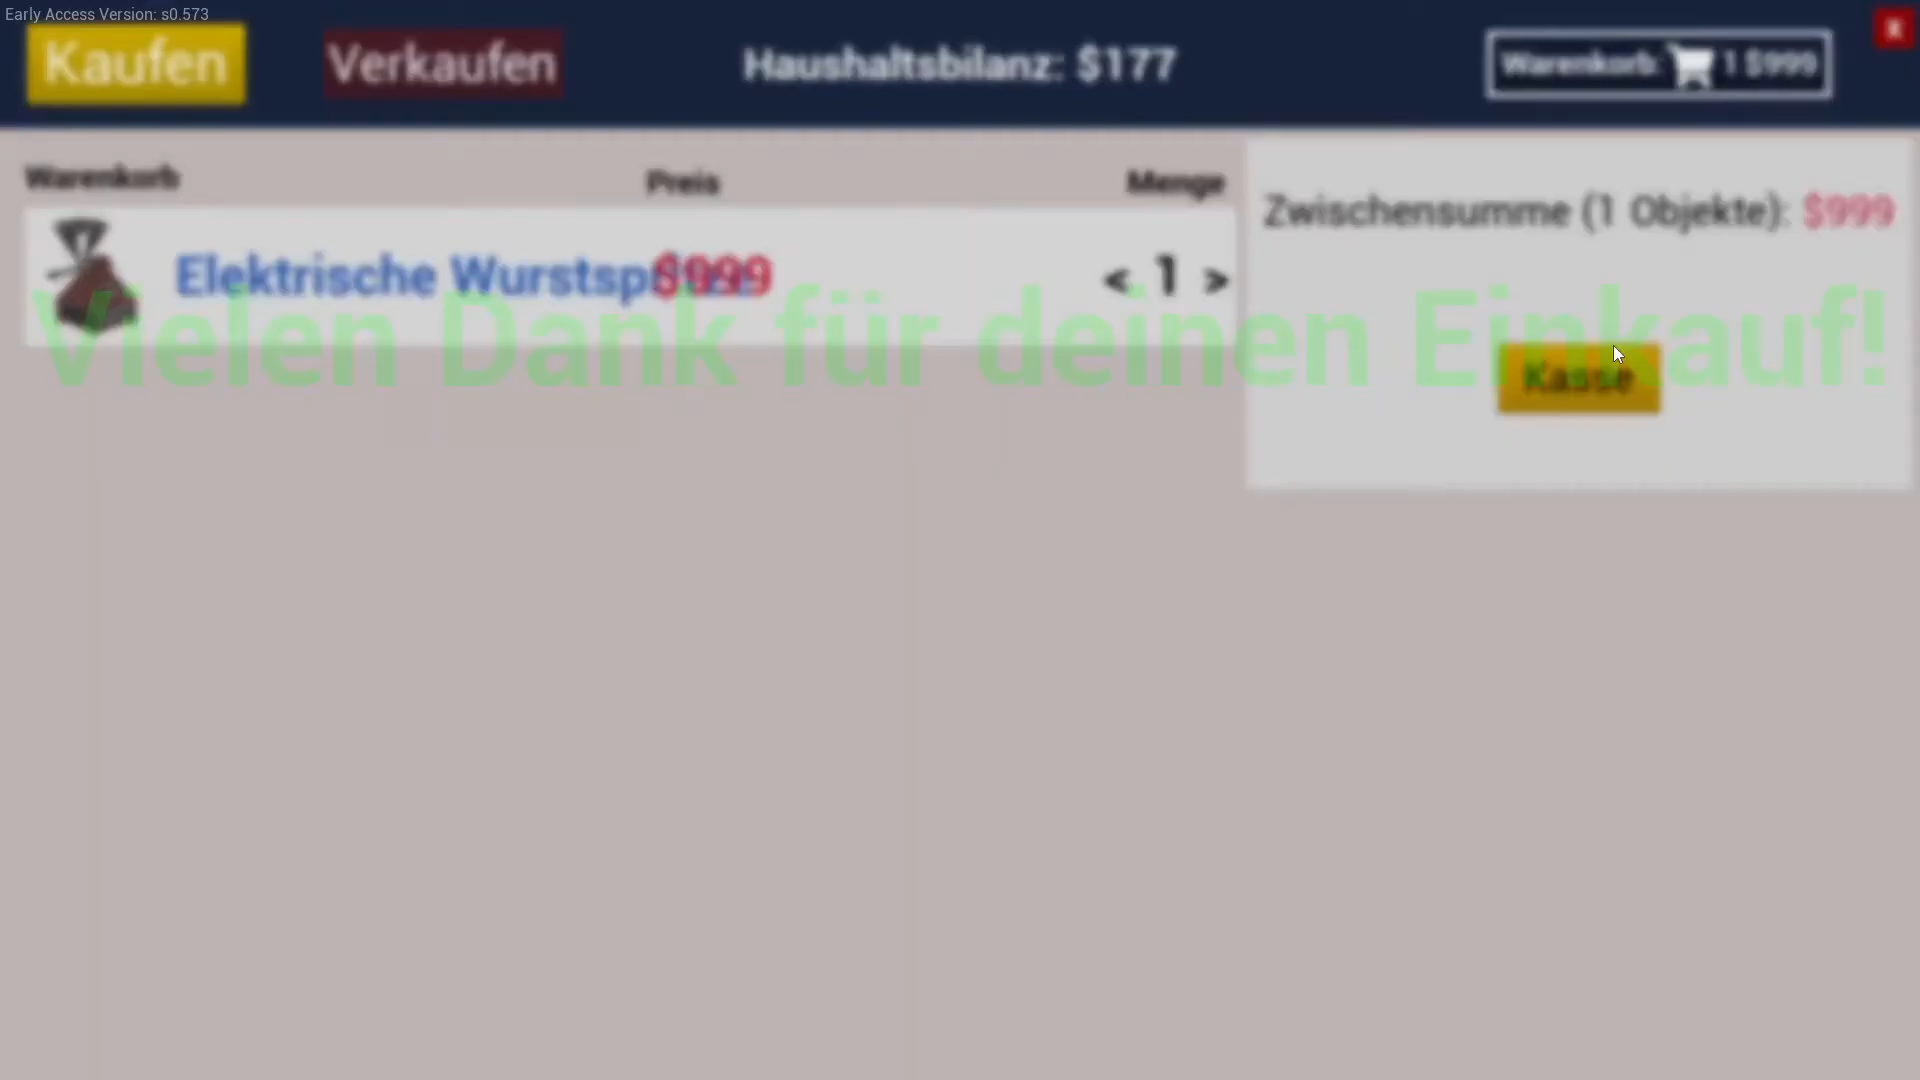 Early Access Version: s0.573
Kaufen Verkaufen Haushaltsbilanz: $177 Warenkorb: 1 $999 X
Warenkorb Preis Menge
Elektrische $999 < 1 >
Zwischensumme (1 Objekte): $999
Vielen Dank für deinen Einkauf!
Kasse